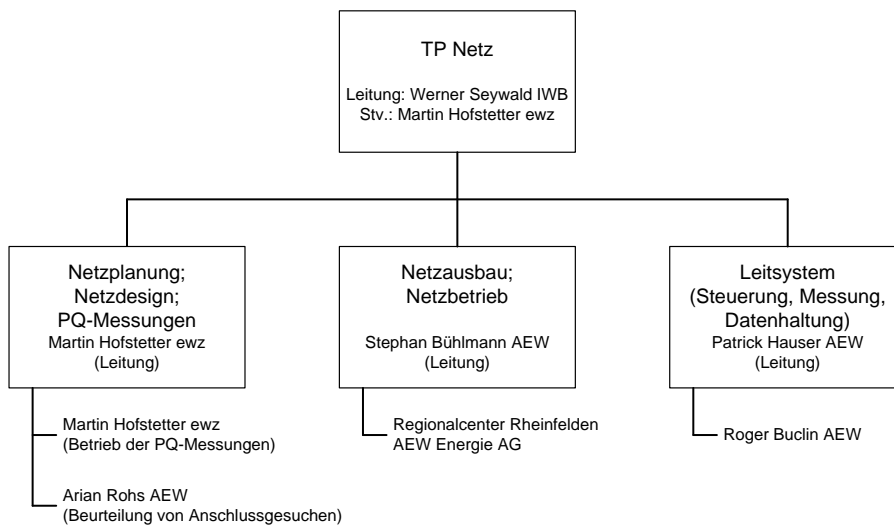 TP Netz
Leitung: Werner Seywald IWB
Stv.: Martin Hofstetter ewz
Netzplanung;
Netzdesign;
PQ-Messungen
Martin Hofstetter ewz
(Leitung)
Martin Hofstetter ewz
(Betrieb der PQ-Messungen)
Arian Rohs AEW
(Beurteilung von Anschlussgesuchen)
Netzausbau;
Netzbetrieb
Stephan Bühlmann AEW
(Leitung)
Regionalcenter Rheinfelden
AEW Energie AG
Leitsystem
(Steuerung, Messung,
Datenhaltung)
Patrick Hauser AEW
(Leitung)
Roger Buclin AEW